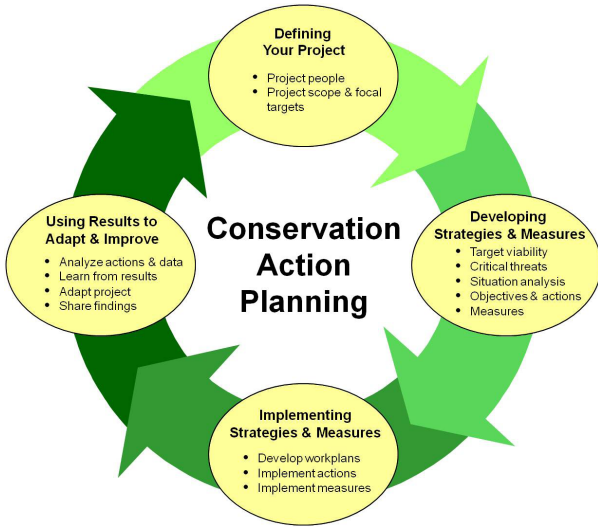 Defining
Your Project
• Project people
• Project scope & focal
targets
Developing
Strategies & Measures
• Target viability
• Critical threats
• Situation analysis
• Objectives & actions
• Measures
Implementing
Strategies & Measures
• Develop workplans
• Implement actions
• Implement measures
Using Results to
Adapt & Improve
• Analyze actions & data
• Learn from results
• Adapt project
• Share findings
Conservation
Action
Planning